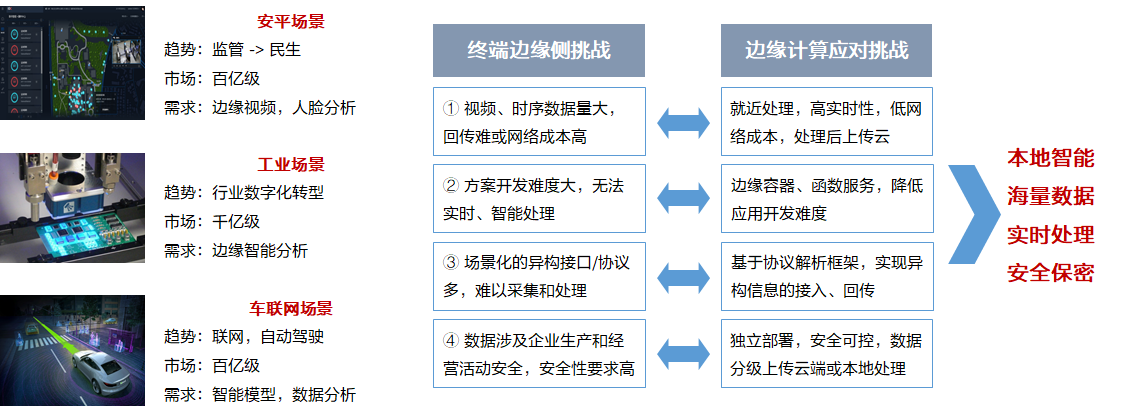 安平场景
趋势：监管 -> 民生
市场：百亿级
需求：边缘视频，人脸分析
工业场景
趋势：行业数字化转型
市场：千亿级
需求：边缘智能分析
车联网场景
趋势：联网，自动驾驶
市场：百亿级
需求：智能模型，数据分析
终端边缘侧挑战
① 视频、时序数据量大，
回传难或网络成本高
② 方案开发难度大，无法
实时、智能处理
③ 场景化的异构接口/协议
多，难以采集和处理
④ 数据涉及企业生产和经
营活动安全，安全性要求高
边缘计算应对挑战
就近处理，高实时性，低网
络成本，处理后上传云
边缘容器、函数服务，降低
应用开发难度
基于协议解析框架，实现异
构信息的接入、回传
独立部署，安全可控，数据
分级上传云端或本地处理
本地智能
海量数据
实时处理
安全保密